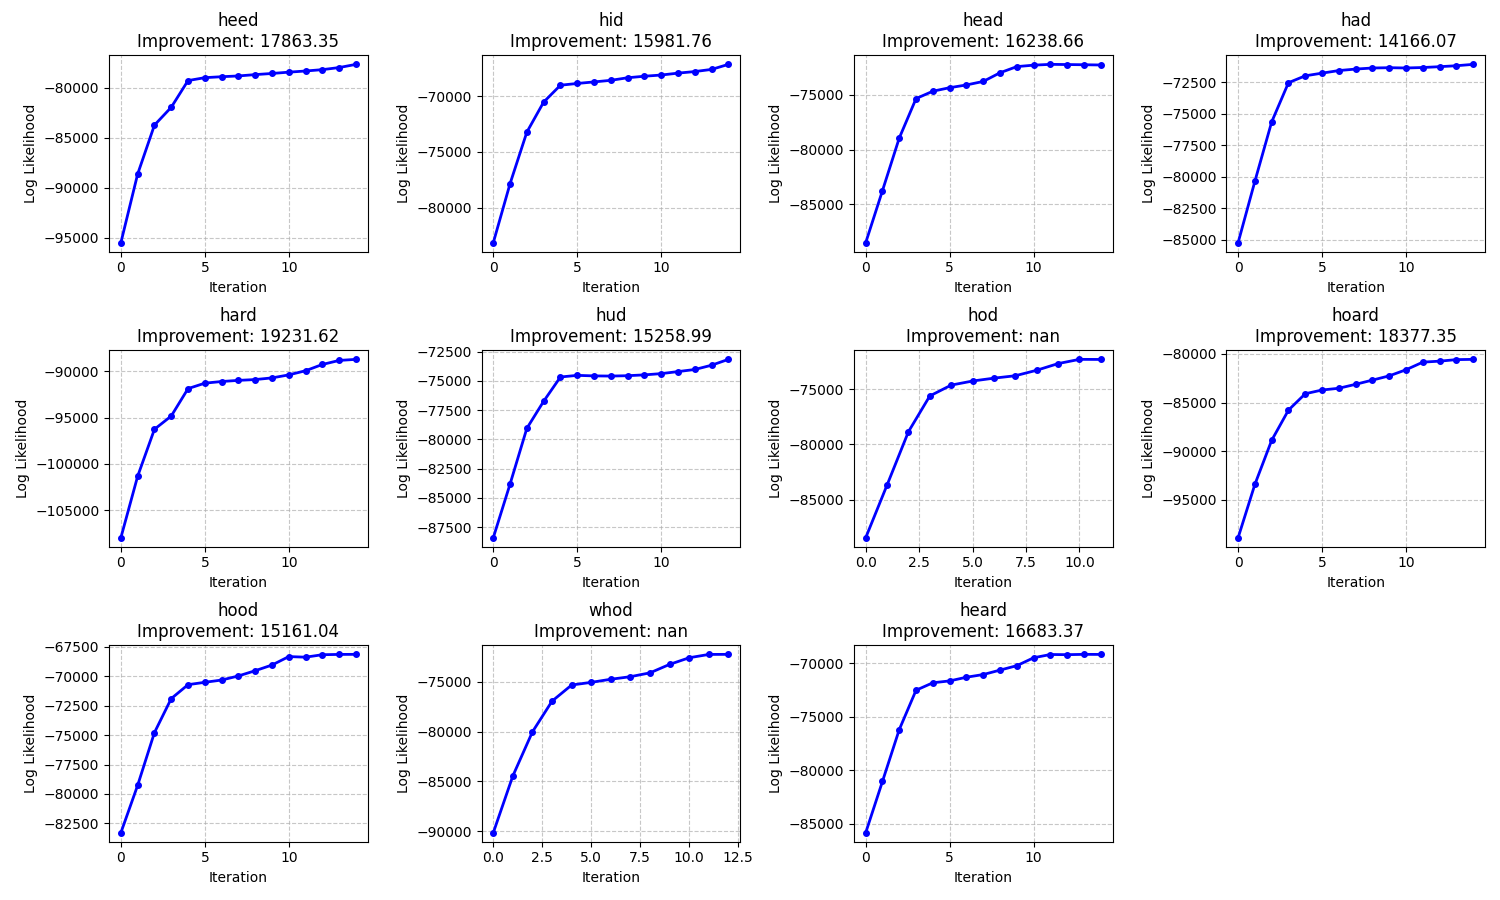 heed
Improvement: 17863.35
Log Likelihood
−80000
−85000
−90000
−95000
0
5
10
Iteration
hid
Improvement: 15981.76
Log Likelihood
−70000
−75000
−80000
0
5
10
Iteration
head
Improvement: 16238.66
Log Likelihood
−75000
−80000
−85000
0
5
10
Iteration
had
Improvement: 14166.07
Log Likelihood
−72500
−75000
−77500
−80000
−82500
−85000
0
5
10
Iteration
hard
Improvement: 19231.62
Log Likelihood
−90000
−95000
−100000
−105000
0
5
10
Iteration
hud
Improvement: 15258.99
Log Likelihood
−72500
−75000
−77500
−80000
−82500
−85000
−87500
0
5
10
Iteration
hod
Improvement: nan
Log Likelihood
−75000
−80000
−85000
0.0
2.5
5.0
7.5
10.0
Iteration
hoard
Improvement: 18377.35
Log Likelihood
−80000
−85000
−90000
−95000
0
5
10
Iteration
hood
Improvement: 15161.04
Log Likelihood
−67500
−70000
−72500
−75000
−77500
−80000
−82500
0
5
10
Iteration
whod
Improvement: nan
Log Likelihood
−75000
−80000
−85000
−90000
0.0
2.5
5.0
7.5
10.0
12.5
Iteration
heard
Improvement: 16683.37
Log Likelihood
−70000
−75000
−80000
−85000
0
5
10
Iteration